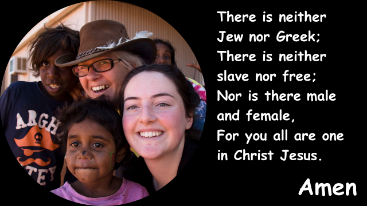 There is neither
Jew nor Greek;
There is neither
slave nor free;
Nor is there male
and female,
For you all are one
in Christ Jesus.
Amen
ARGH